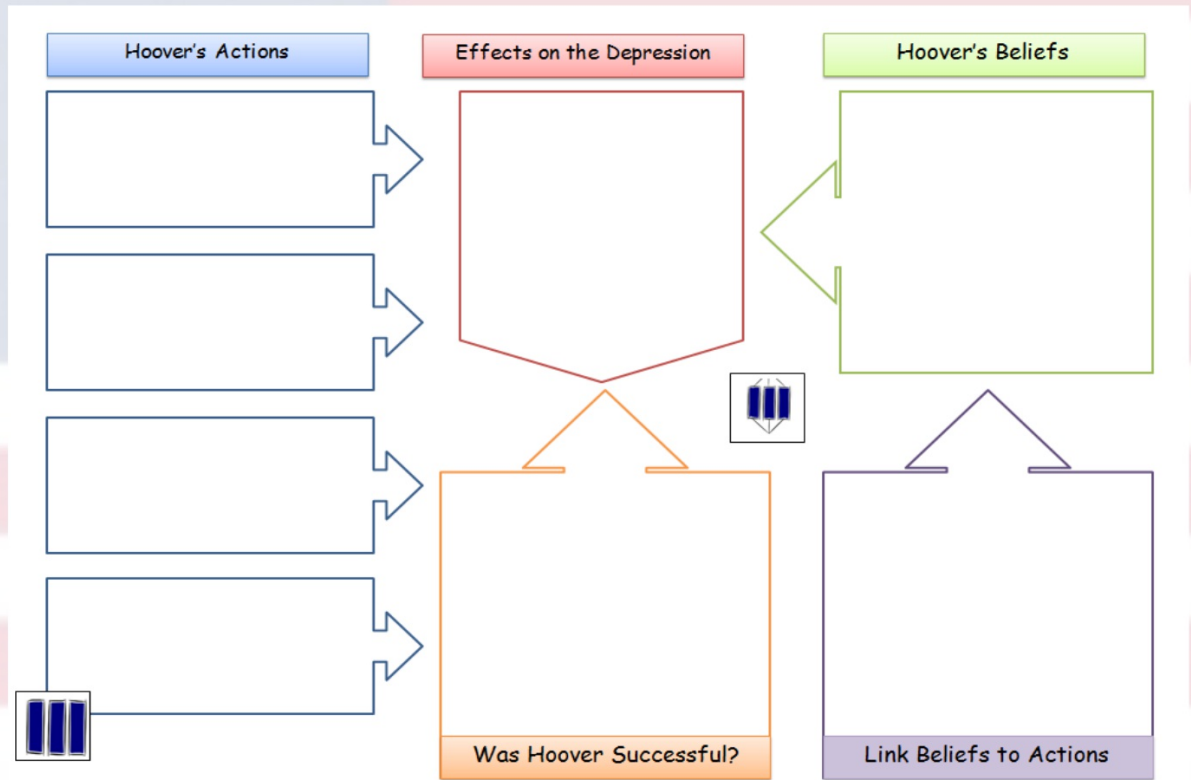 Hoover's Actions
Effects on the Depression
Hoover's Beliefs
Was Hoover Successful?
Link Beliefs to Actions